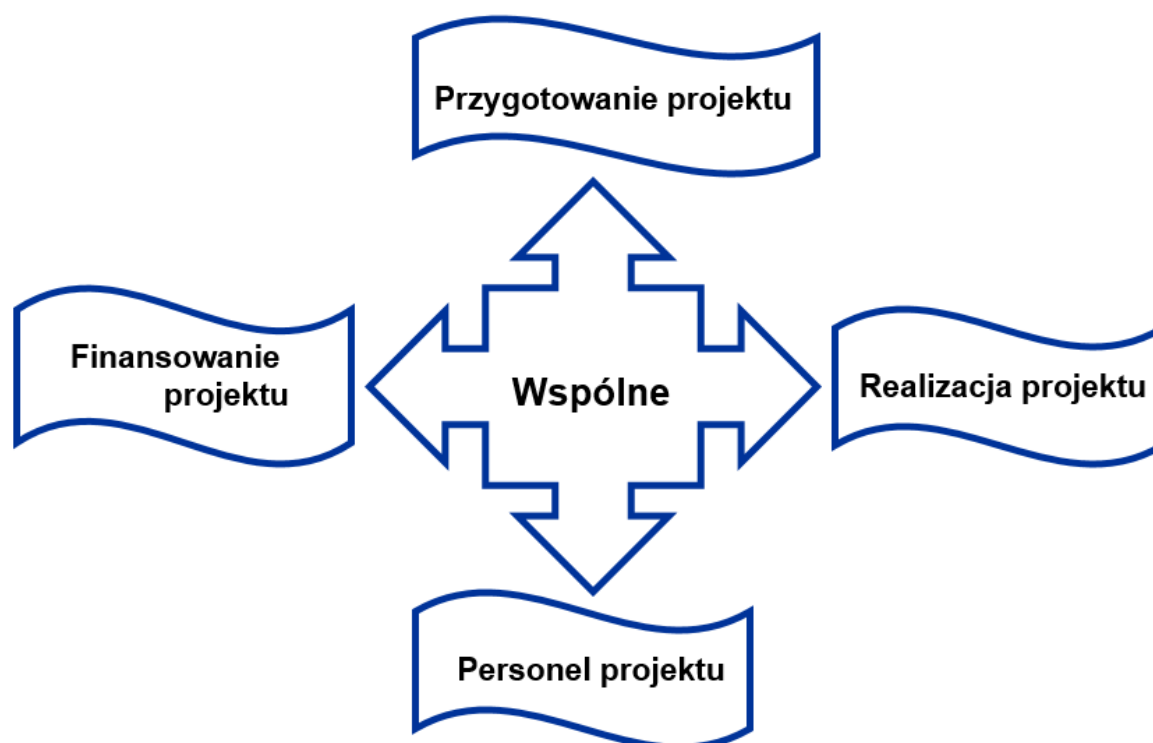 Przygotowanie projektu
Finansowanie
projektu
Wspólne
Realizacja projektu
Personel projektu